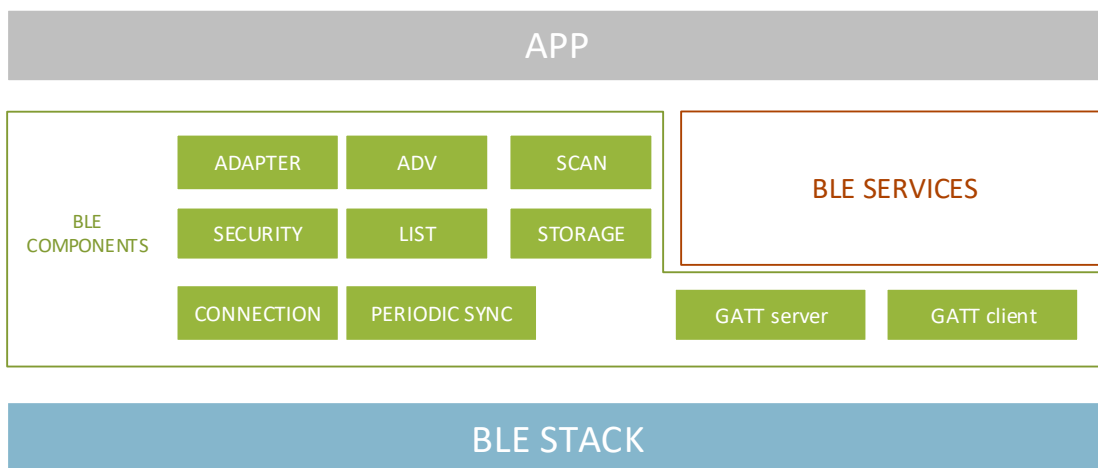 APP
BLE
COMPONENTS
ADAPTER
ADV
SCAN
SECURITY
LIST
STORAGE
CONNECTION
PERIODIC SYNC
BLE SERVICES
GATT server
GATT client
BLE STACK